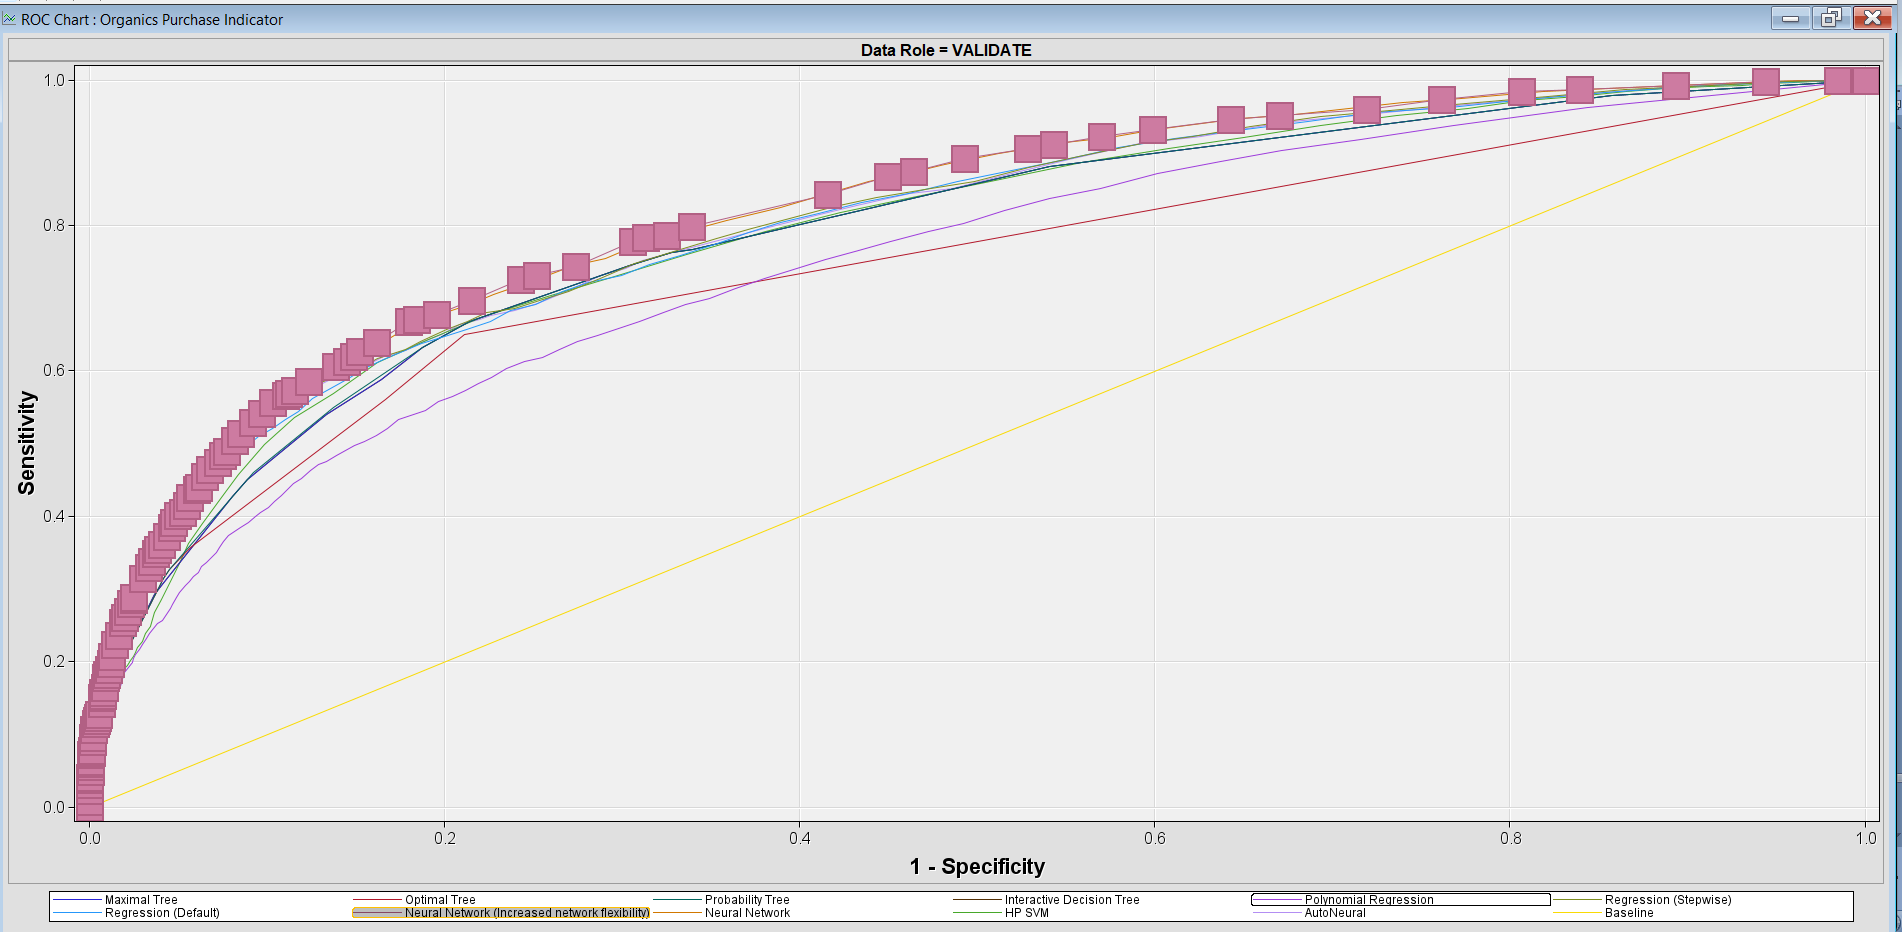 ROC Chart : Organics Purchase Indicator
Data Role = VALIDATE
1.0
0.8
0.6
0.4
0.2
0.0
Sensitivity
0.0 0.2 0.4 0.6 0.8 1.0
1 - Specificity
Maximal Tree Optimal Tree Probability Tree Interactive Decision Tree Polynomial Regression Regression (Stepwise)
Regression (Default) Neural Network (Increased network flexibility) Neural Network HP SVM AutoNeural Baseline